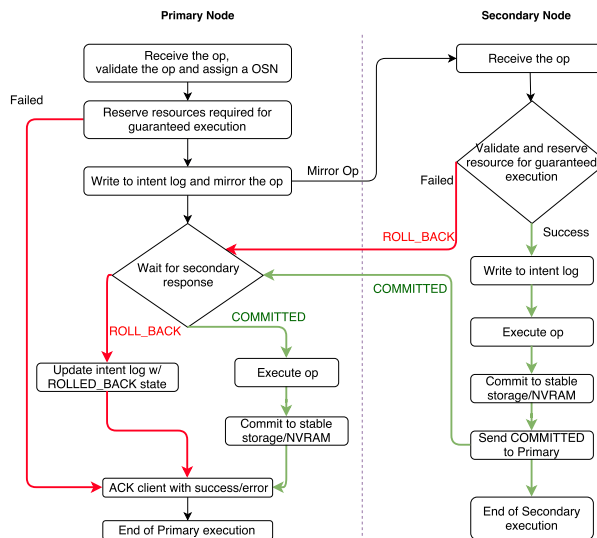 Primary Node
Secondary Node
Receive the op,
validate the op and assign a OSN
Receive the op
Failed
Reserve resources required for
guaranteed execution
Validate and reserve
resource for guaranteed
execution
Mirror Op
Failed
Write to intent log and mirror the op
ROLL_BACK
Success
Wait for secondary
response
Write to intent log
COMMITTED
COMMITTED
ROLL_BACK
Execute op
Update intent log w/
ROLLED_BACK state
Execute op
Commit to stable
storage/NVRAM
Commit to stable
storage/NVRAM
Send COMMITTED
to Primary
ACK client with success/error
End of Secondary
execution
End of Primary execution